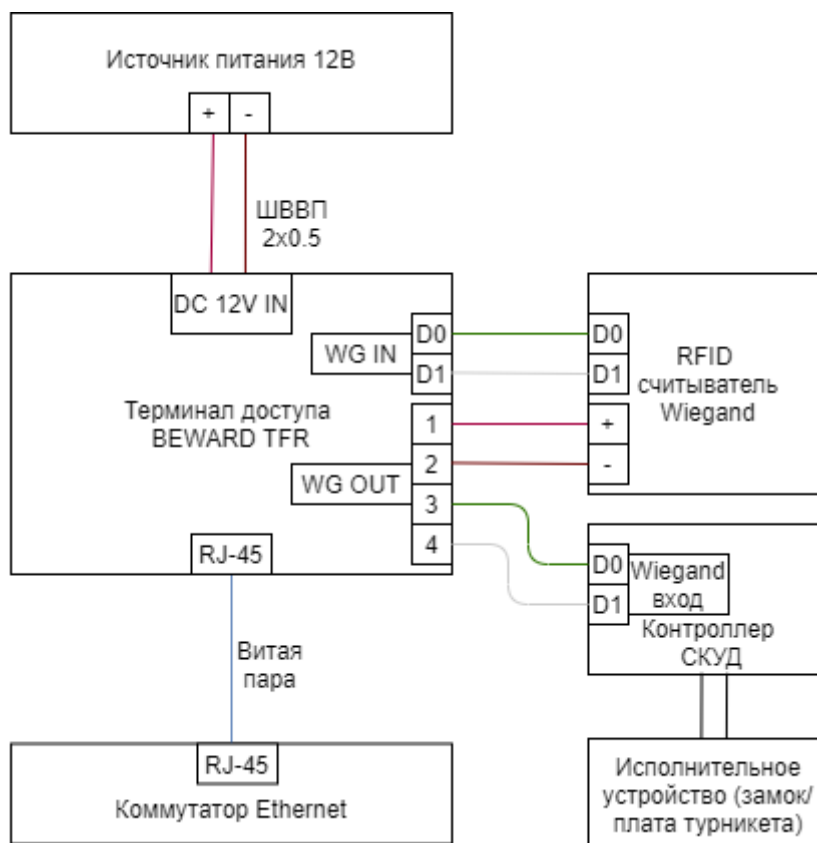 Источник питания 12В
+ -
ШВВП
2x0.5
DC 12V IN
WG IN
D0
D1
Терминал доступа
BEWARD TFR
1
2
WG OUT
3
4
RJ-45
D0
D1
RFID
считыватель
Wiegand
+
-
D0
D1
Wiegand
вход
Контроллер
СКУД
Витая
пара
RJ-45
Коммутатор Ethernet
Исполнительное
устройство (замок/
плата турникета)